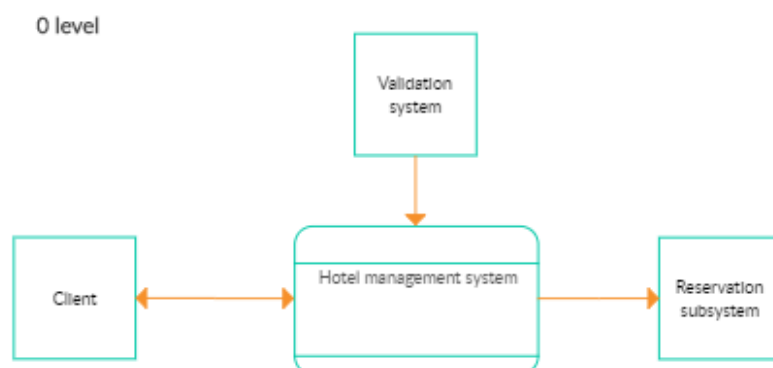 0 level
Validation
system
Hotel management system
Client
Reservation
subsystem